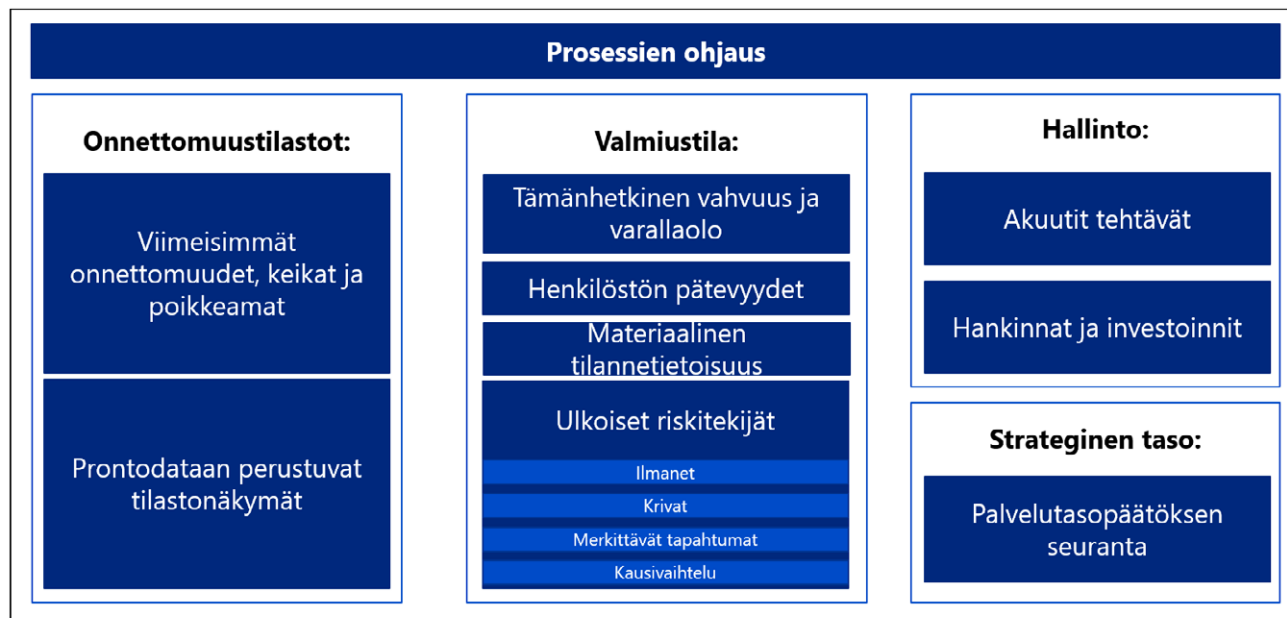 Prosessien ohjaus
Onnettomuustilastot:
Viimeisimmät
onnettomuudet, keikat ja
poikkeamat
Prontodataan perustuvat
tilastonäkymät
Valmiustila:
Tämänhetkinen vahvuus ja
varallaolo
Henkilöstön pätevyydet
Materiaalinen
tilannetietoisuus
Ulkoiset riskitekijät
Ilmanet
Krivat
Merkittävät tapahtumat
Kausivaihtelu
Hallinto:
Akuutit tehtävät
Hankinnat ja investoinnit
Strateginen taso:
Palvelutasopäätöksen
seuranta